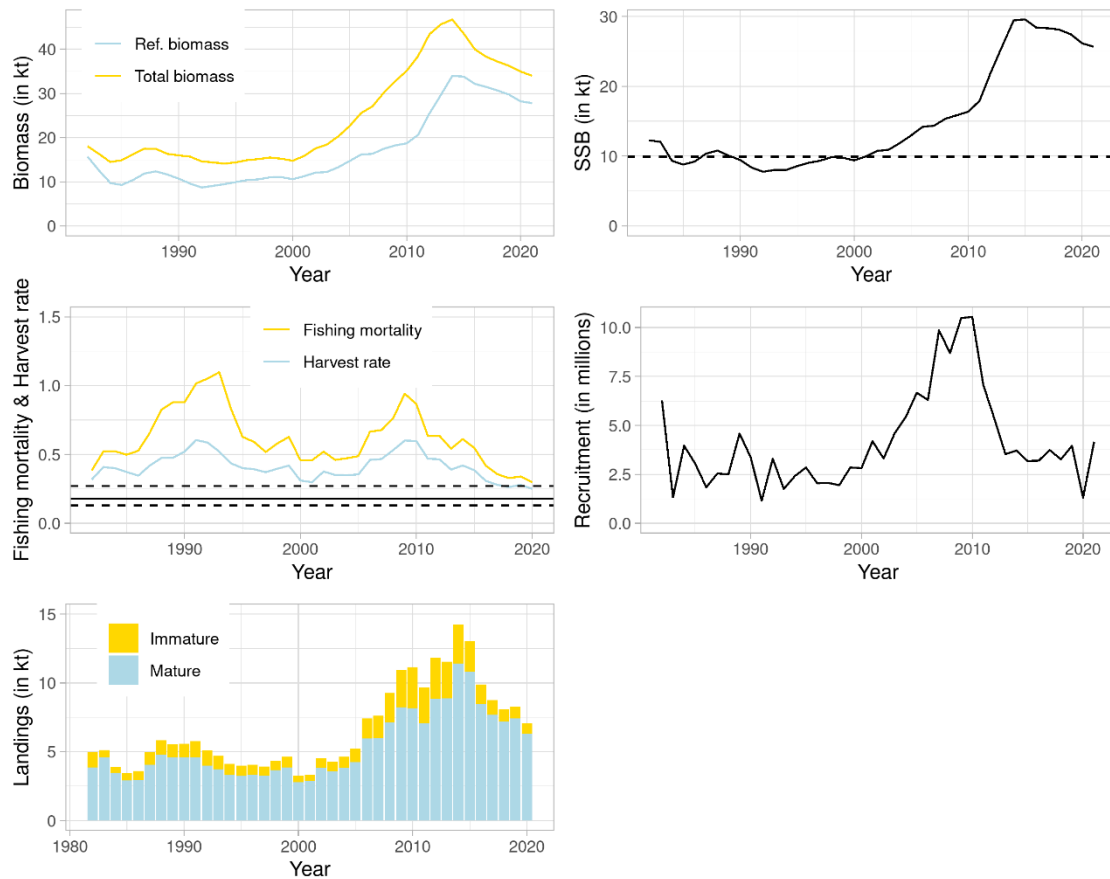 Biomass (in kt)
40
30
20
10
0
Ref. biomass
Total biomass
1990
2000
2010
2020
Year
SSB (in kt)
30
20
10
0
1990
2000
2010
2020
Year
Fishing mortality & Harvest rate
1.5
1.0
0.5
0.0
Fishing mortality
Harvest rate
1990
2000
2010
2020
Year
Recruitment (in millions)
10.0
7.5
5.0
2.5
0.0
1990
2000
2010
2020
Year
Landings (in kt)
15
10
5
0
Immature
Mature
1980
1990
2000
2010
2020
Year